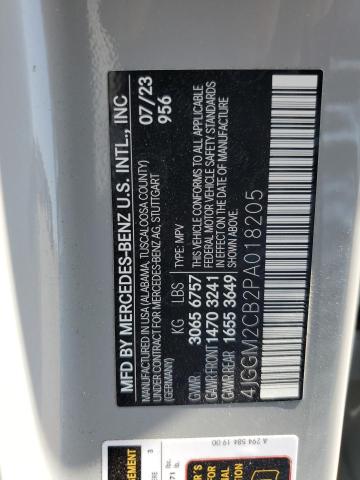 MFD BY MERCEDES-BENZ U.S. INTL., INC
MADE IN USA (ALABAMA, TUSCALOOSA COUNTY)
UNDER CONTRACT FOR MERCEDES-BENZ AG, STUTTGART
07/23
956
KG LBS TYPE: MPV
GVWR: 3065 6757 THIS VEHICLE CONFORMS TO ALL APPLICABLE
GAWR FRONT 1470 3241 FEDERAL MOTOR VEHICLE SAFETY STANDARDS
GAWR REAR 1655 3649 IN EFFECT ON THE DATE OF MANUFACTURE SHOWN ABOVE
4JGGM2CB2PA018205
A 294 584 19 00